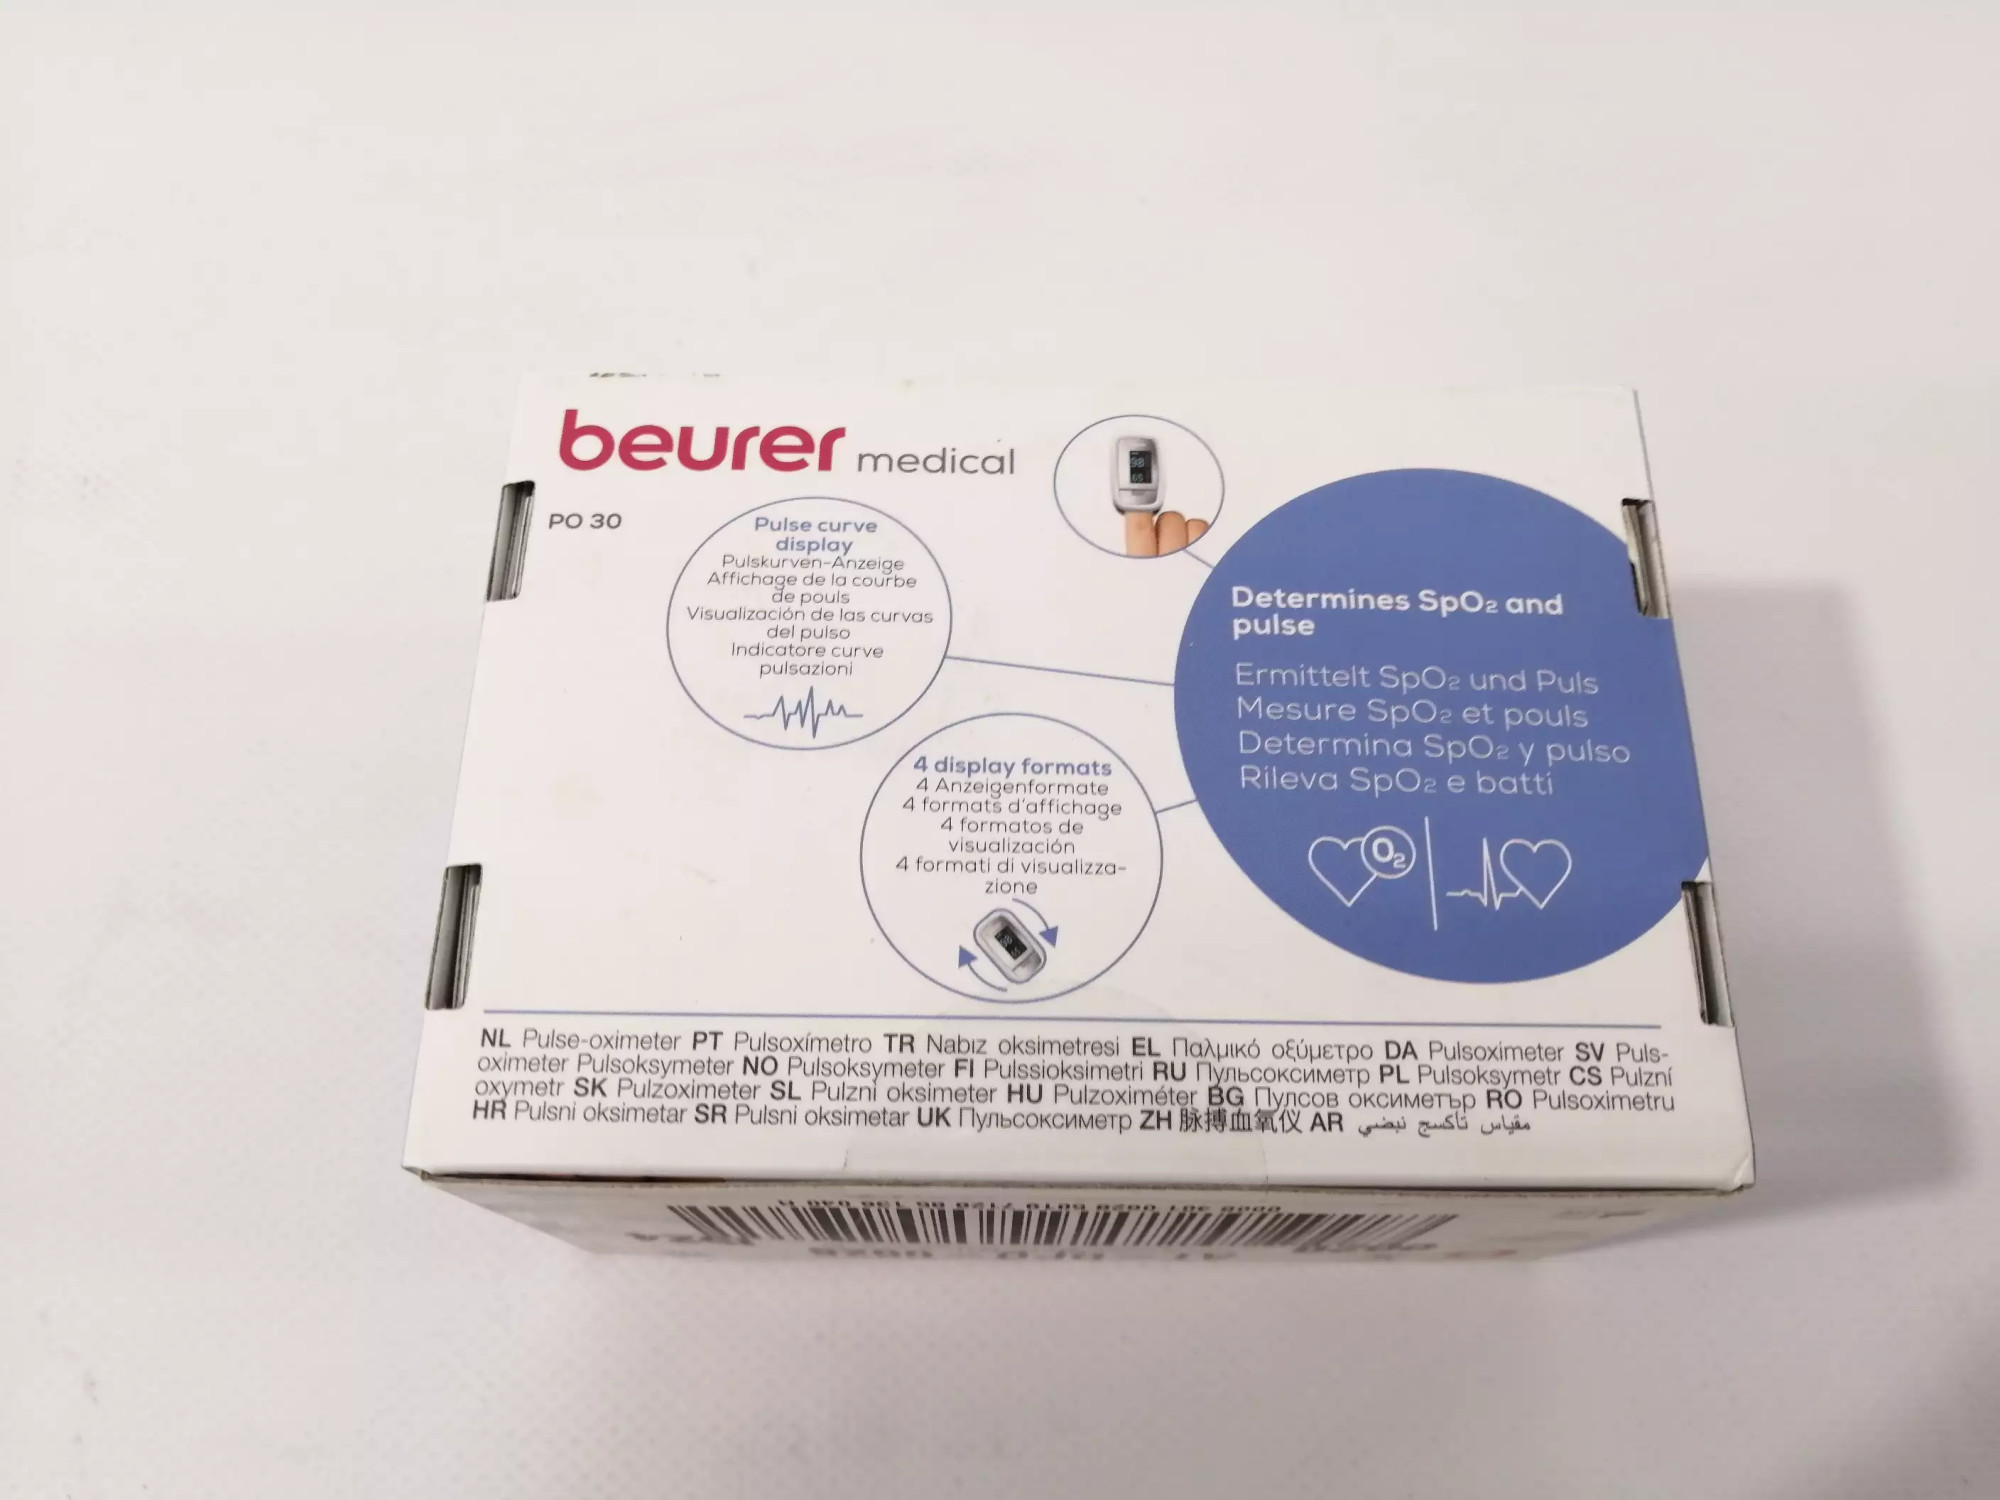 beurer medical
PO 30
Pulse curve
display
Pulskurven-Anzeige
Affichage de la courbe
de pouls
Visualización de las curvas
del pulso
Indicatore curve
pulsazioni
98
65
Determines SpO₂ and
pulse
Ermittelt SpO₂ und Puls
Mesure SpO₂ et pouls
Determina SpO₂ y pulso
Rileva SpO₂ e batti
O₂
4 display formats
4 Anzeigenformate
4 formats d'affichage
4 formatos de
visualización
4 formati di visualizza-
zione
NL Pulse-oximeter PT Pulsoxímetro TR Nabız oksimetresi EL Παλμικό οξύμετρο DA Pulsoximeter SV Puls-
oximeter Pulsoksymeter NO Pulsoksymeter FI Pulssioksimetri RU Пульсоксиметр PL Pulsoksymetr CS Pulzní
oxymetr SK Pulzoximeter SL Pulzni oksimeter HU Pulzoximéter BG Пулсов оксиметър RO Pulsoximetru
HR Pulsni oksimetar SR Pulsni oksimetar UK Пульсоксиметр ZH 脉搏血氧仪 AR مقياس تأكسج نبضي